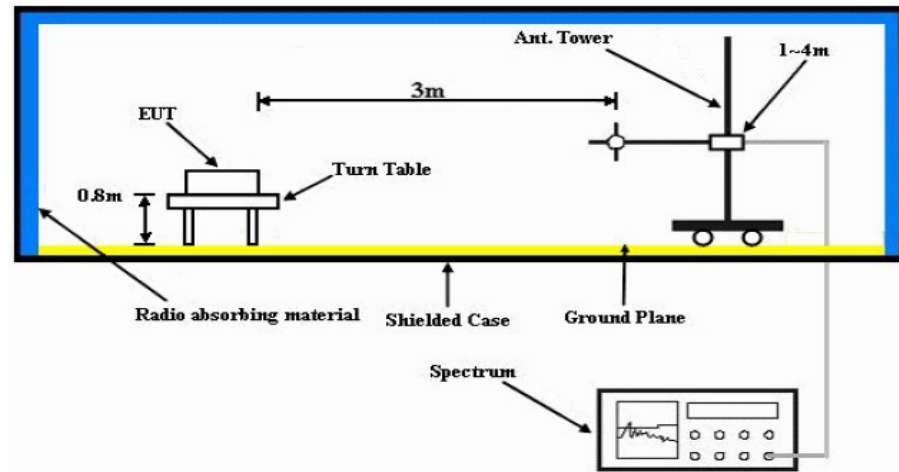 Ant. Tower
1~4m
3m
EUT
Turn Table
0.8m
Radio absorbing material
Shielded Case
Ground Plane
Spectrum